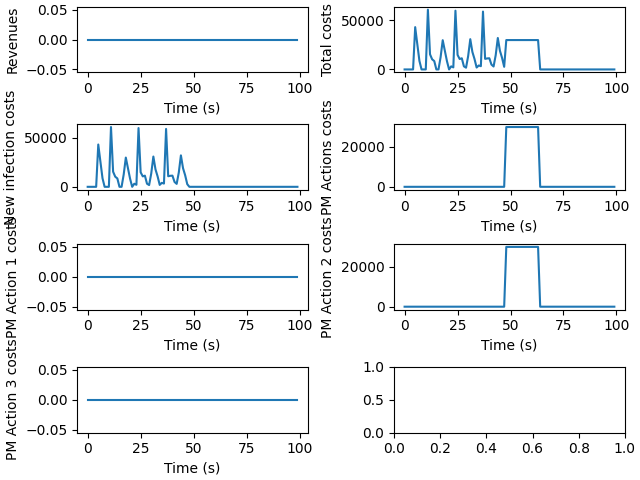 Revenues
0.05
0.00
−0.05
0 25 50 75 100
Time (s)
Total costs
50000
0
0 25 50 75 100
Time (s)
New infection costs
50000
0
0 25 50 75 100
Time (s)
PM Actions costs
20000
0
0 25 50 75 100
Time (s)
PM Action 1 costs
0.05
0.00
−0.05
0 25 50 75 100
Time (s)
PM Action 2 costs
20000
0
0 25 50 75 100
Time (s)
PM Action 3 costs
0.05
0.00
−0.05
0 25 50 75 100
Time (s)
1.0
0.5
0.0
0.0 0.2 0.4 0.6 0.8 1.0